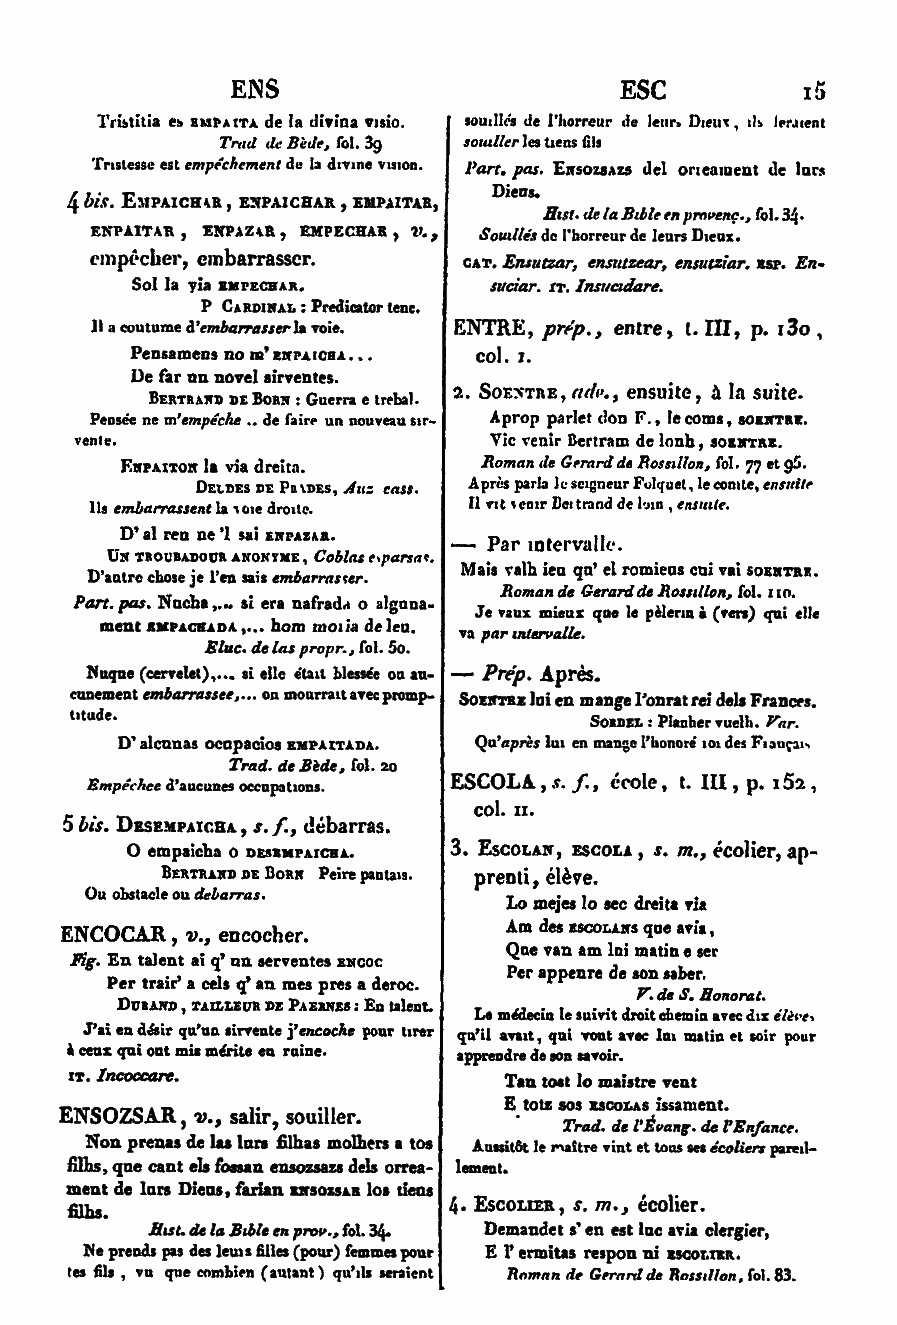 ENS
ESC 15
Tristitia es EMPAITA de la divina visio.
Trad de Bède, fol. 39
Tristesse est empéchement de la divine vision.
4 bis. EMPAICHAR, ENPAICHAR, EMPAITAR,
ENPAITAR, ENPAZAR, EMPECHAR, v.,
empêcher, embarrasser.
Sol la via EMPECHAR.
P CARDINAL : Predicator tenc.
Il a coutume d'embarrasser la voie.
Pensamens no m' ENPAICHA...
De far un novel sirventes.
BERTRAND DE BORN : Guerra e trebal.
Pensée ne m'empéche .. de faire un nouveau sir-
vente.
ENPAITON la via dreita.
DEUDES DE PRADES, Auz cass.
Ils embarrassent la voie droite.
D' al ren ne 'l sai ENPAZAR.
UN TROUBADOUR ANONYME, Coblas esparsas.
D'autre chose je l'en sais embarrasser.
Part. pas. Nucha,... si era nafrada o alguna-
ment EMPACHADA,... hom moria de leu.
Eluc. de las propr., fol. 50.
Nuque (cervelet),... si elle était blessée ou au-
cunement embarrassee,... on mourrait avec promp-
titude.
D' alcunas ocupacios EMPAITADA.
Trad. de Bède, fol. 20
Empéchee d'aucunes occupations.
5 bis. DESEMPAICHA, s. f., débarras.
O empaicha o DESEMPAICHA.
BERTRAND DE BORN Peire pantais.
Ou obstacle ou debarras.
ENCOCAR, v., encocher.
Fig. En talent ai q' un serventes ENCOC
Per trair' a cels q' an mes pres a deroc.
DURAND, TAILLEUR DE PAERNES : En talent.
J'ai en désir qu'un sirvente j'encoche pour tirer
à ceux qui ont mis mérite en ruine.
IT. Incoccare.
ENSOZSAR, v., salir, souiller.
Non prenas de las lurs filhas molhers a tos
filhs, que cant els fossan ensozsazs dels orrea-
ment de lurs Dieus, farian ENSOZSAR los tiens
filhs.
Hist. de la Bible en prov., fol. 34.
Ne prends pas des leurs filles (pour) femmes pour
tes fils, vu que combien (autant) qu'ils seraient
souillés de l'horreur de leurs Dieux, ils feraient
souiller les tiens fils
Part. pas. ENSOZSAZS del orreament de lurs
Dieus.
Hist. de la Bible en provenç., fol. 34.
Souillés de l'horreur de leurs Dieux.
CAT. Ensutzar, ensutzear, ensutziar. ESP. En-
suciar. IT. Insucidare.
ENTRE, prép., entre, t. III, p. 130,
col. 1.
2. SOENTRE, adv., ensuite, à la suite.
Aprop parlet don F., le coms, SOENTRE.
Vic venir Bertram de lonh, SOENTRE.
Roman de Gerard de Rossillon, fol. 77 et 95.
Après parla le seigneur Folquet, le comte, ensuite
Il vit venir Bertrand de loin, ensuite.
— Par intervalle.
Mais valh ieu qu' el romieus cui vai SOENTRE.
Roman de Gerard de Rossillon, fol. 110.
Je vaux mieux que le pèlerin à (vers) qui elle
va par intervalle.
— Prép. Après.
SOENTRE lui en mange l'onrat rei dels Frances.
SORDEL : Planher vuelh. Var.
Qu'après lui en mange l'honoré roi des Français
ESCOLA, s. f., école, t. III, p. 152,
col. II.
3. ESCOLAN, ESCOLA, s. m., écolier, ap-
prenti, élève.
Lo mejes lo sec dreita via
Am des ESCOLANS que avia,
Que van am lui matin e ser
Per appenre de son saber.
V. de S. Honorat.
Le médecin le suivit droit chemin avec dix élèves
qu'il avait, qui vont avec lui matin et soir pour
apprendre de son savoir.
Tan tost lo maistre vent
E totz sos ESCOLAS issament.
Trad. de l'Évang. de l'Enfance.
Aussitôt le maître vint et tous ses écoliers pareil-
lement.
4. ESCOLIER, s. m., écolier.
Demandet s' en est luc avia clergier,
E l' ermitas respon ni ESCOLIER.
Roman de Gerard de Rossillon, fol. 83.